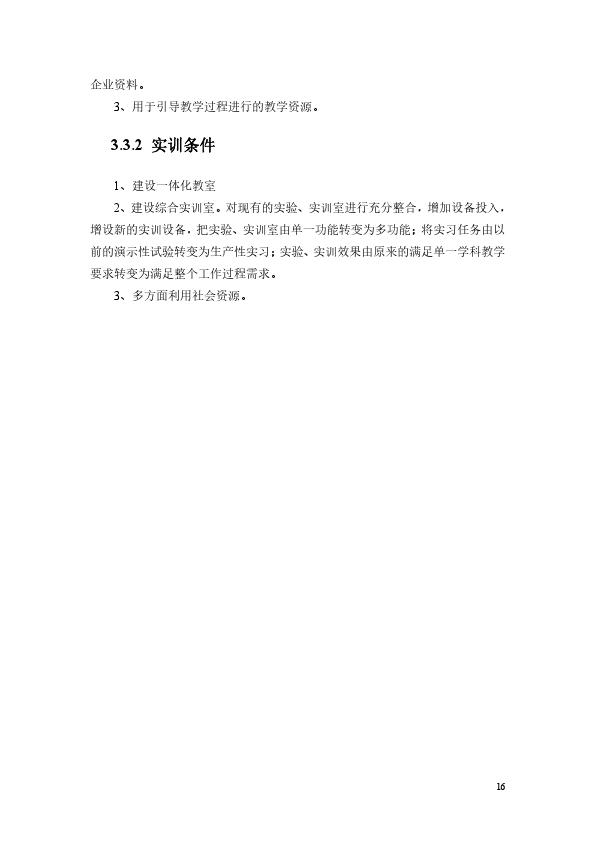 企业资料。
3、用于引导教学过程进行的教学资源。
3.3.2 实训条件
1、建设一体化教室
2、建设综合实训室。对现有的实验、实训室进行充分整合，增加设备投入，
增设新的实训设备，把实验、实训室由单一功能转变为多功能；将实习任务由以
前的演示性试验转变为生产性实习；实验、实训效果由原来的满足单一学科教学
要求转变为满足整个工作过程需求。
3、多方面利用社会资源。
16